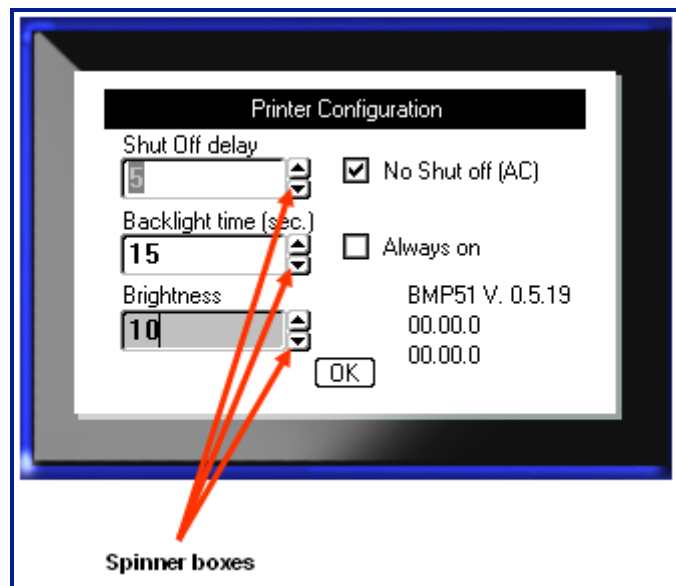 Printer Configuration
Shut Off delay
5
No Shut off (AC)
Backlight time (sec.)
15
Always on
Brightness
10
BMP51 V. 0.5.19
00.00.0
00.00.0
OK
Spinner boxes